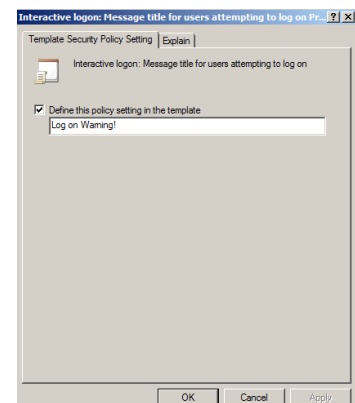 Interactive logon: Message title for users attempting to log on Pr...
Template Security Policy Setting
Explain
Interactive logon: Message title for users attempting to log on
Define this policy setting in the template
Log on Warning!
OK
Cancel
Apply